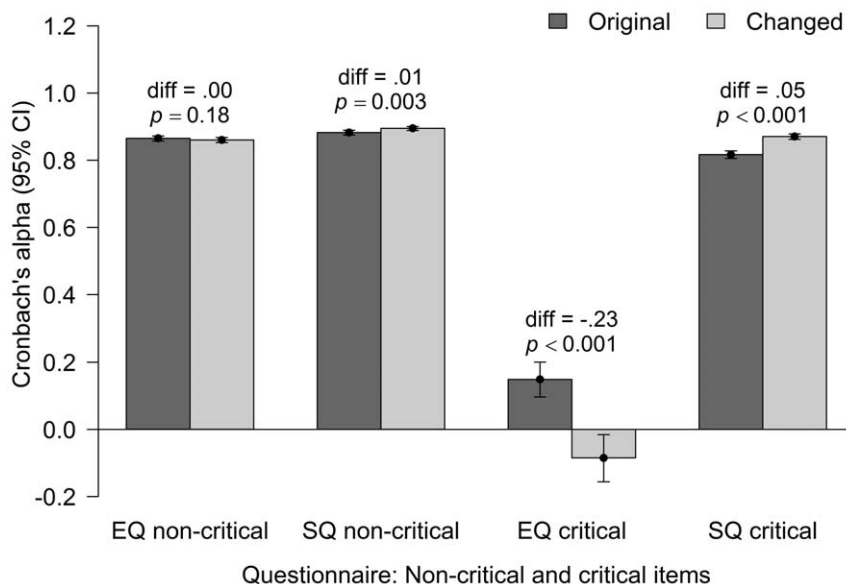 Original Changed
1.2
1.0
0.8
0.6
0.4
0.2
0.0
-0.2
Cronbach's alpha (95% CI)
diff = .00
p = 0.18
diff = .01
p = 0.003
diff = -.23
p < 0.001
diff = .05
p < 0.001
EQ non-critical SQ non-critical EQ critical SQ critical
Questionnaire: Non-critical and critical items